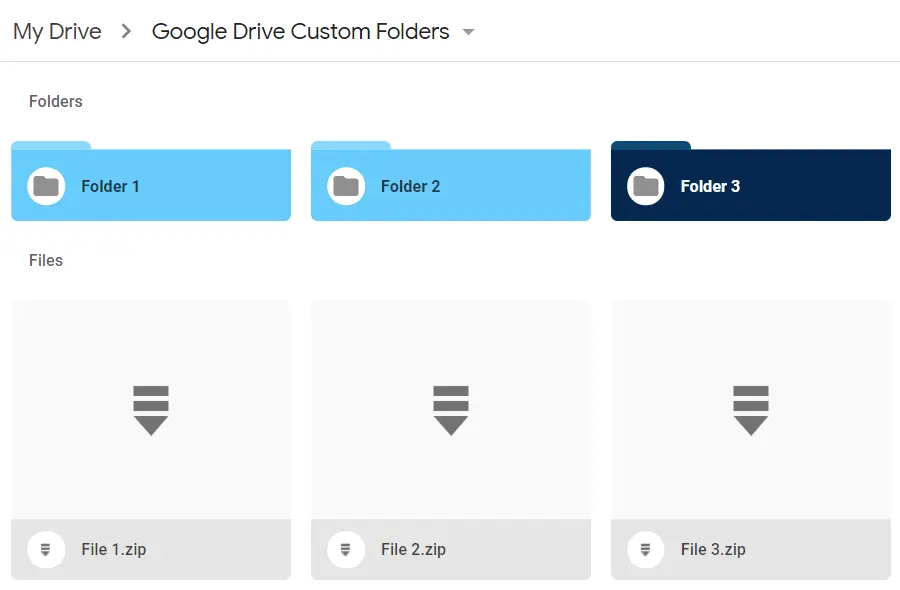 My Drive > Google Drive Custom Folders
Folders
Folder 1 Folder 2 Folder 3
Files
File 1.zip File 2.zip File 3.zip